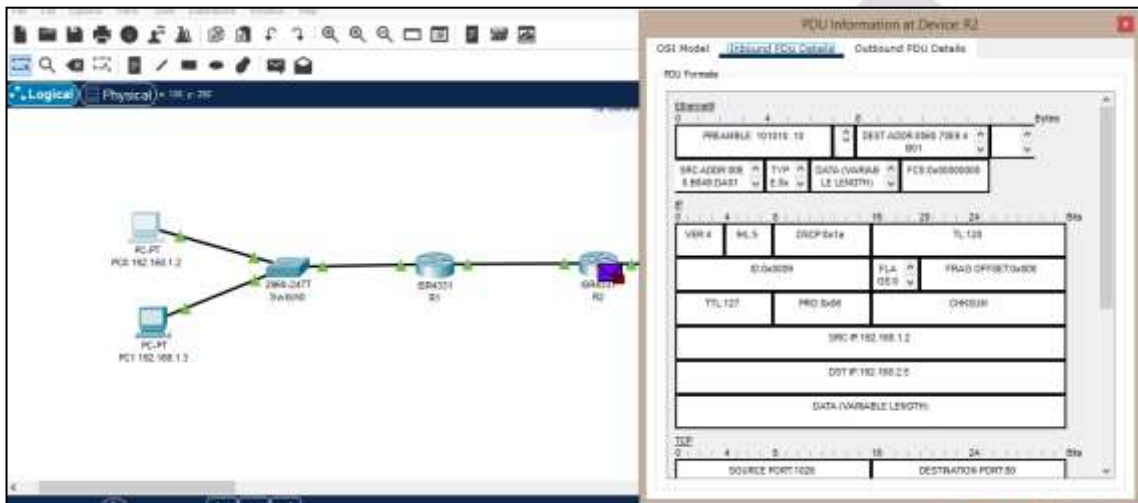 PDU Information at Device: R2
OSI Model Inbound PDU Details Outbound PDU Details
PDU Formats
Logical Physical
Ethernet
0 4 8 Bytes
PREAMBLE: 101010..10
DEST ADDR:
SRC ADDR:
DATA (VARIABLE LENGTH)
FCS:0x00000000
IP
0 4 8 16 20 24 Bits
VER:4 IHL:5 DSCP:0x1a TL:128
ID:0x0009 FLAGS:0 FRAG OFFSET:0x000
TTL:127 PRO:0x06 CHKSUM
SRC IP:192.168.1.2
DST IP:192.168.2.5
DATA (VARIABLE LENGTH)
TCP
0 4 8 16 24 Bits
SOURCE PORT:1026 DESTINATION PORT:80
PC-PT
PC0 192.168.1.2
2960-24TT
Switch0
ISR4331
R1
ISR4331
R2
PC-PT
PC1 192.168.1.3